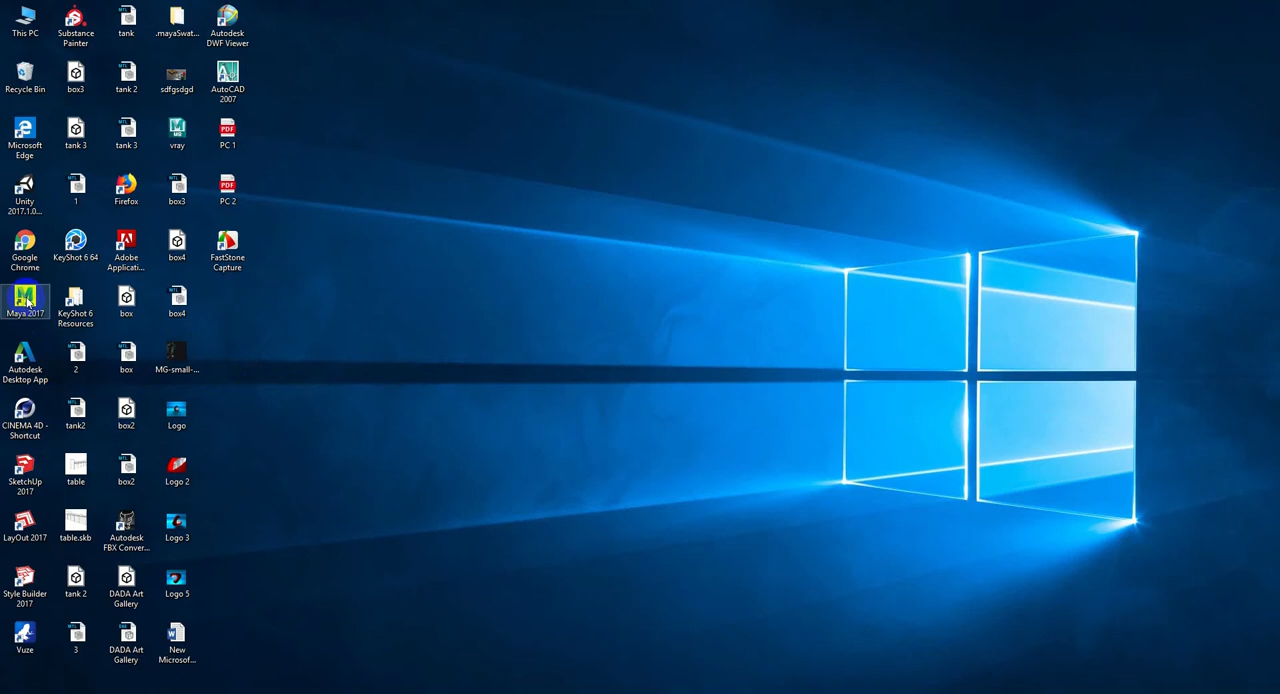 This PC
Recycle Bin
Microsoft
Edge
Unity
2017.1.0...
Google
Chrome
Maya 2017
Autodesk
Desktop App
CINEMA 4D -
Shortcut
SketchUp
2017
LayOut 2017
Style Builder
2017
Vuze
Substance
Painter
box3
tank 3
1
KeyShot 6 64
KeyShot 6
Resources
2
tank2
table
table.skb
tank 2
3
tank
tank 2
tank 3
Firefox
Adobe
Applicati...
box
box
box2
box2
Autodesk
FBX Conver...
DADA Art
Gallery
DADA Art
Gallery
.mayaSwat...
sdfgsdgd
vray
box3
box4
box4
MG-small-...
Logo
Logo 2
Logo 3
Logo 5
New
Microsof...
Autodesk
DWF Viewer
AutoCAD
2007
PC 1
PC 2
FastStone
Capture